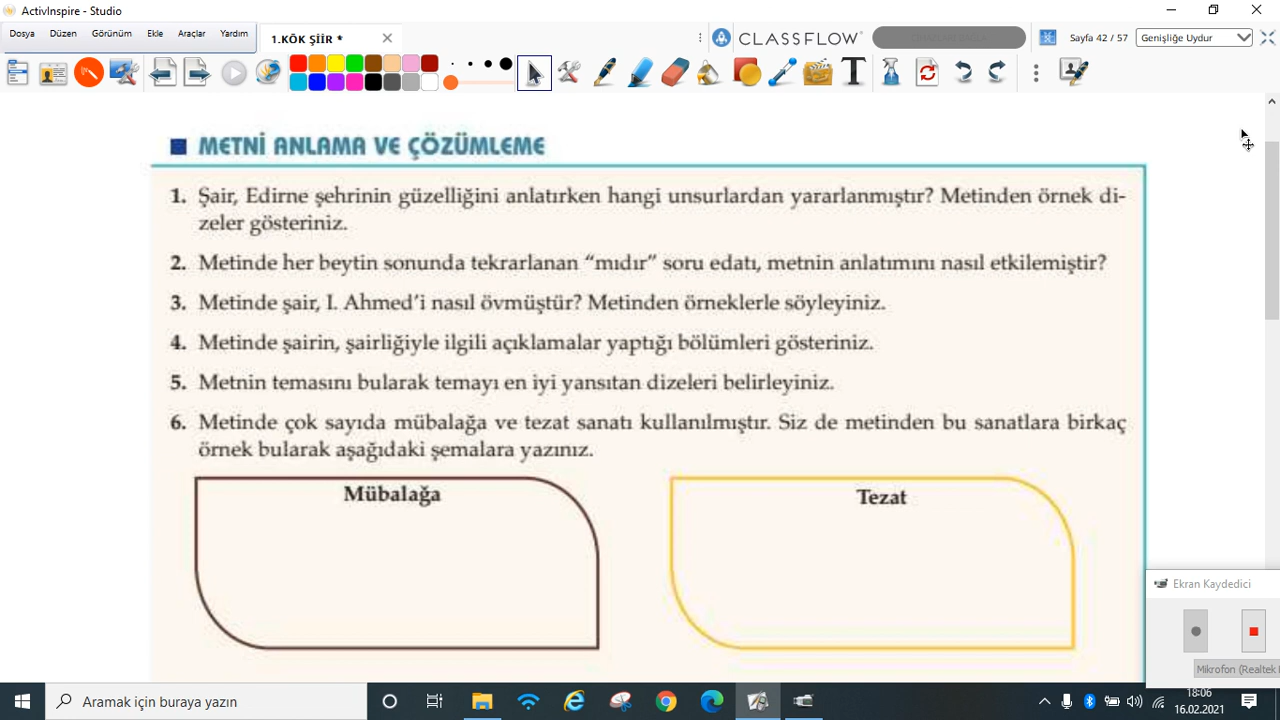 ActivInspire - Studio
Dosya Düzen Görünüm Ekle Araçlar Yardım
1.KÖK ŞİİR *
CLASSFLOW
Sayfa 42 / 57
Genişliğe Uydur
METNİ ANLAMA VE ÇÖZÜMLEME
1. Şair, Edirne şehrinin güzelliğini anlatırken hangi unsurlardan yararlanmıştır? Metinden örnek di-
zeler gösteriniz.
2. Metinde her beytin sonunda tekrarlanan “mıdır” soru edatı, metnin anlatımını nasıl etkilemiştir?
3. Metinde şair, I. Ahmed’i nasıl övmüştür? Metinden örneklerle söyleyiniz.
4. Metinde şairin, şairliğiyle ilgili açıklamalar yaptığı bölümleri gösteriniz.
5. Metnin temasını bularak temayı en iyi yansıtan dizeleri belirleyiniz.
6. Metinde çok sayıda mübalağa ve tezat sanatı kullanılmıştır. Siz de metinden bu sanatlara birkaç
örnek bularak aşağıdaki şemalara yazınız.
Mübalağa
Tezat
Ekran Kaydedici
Mikrofon (Realtek
Aramak için buraya yazın
18:06
16.02.2021